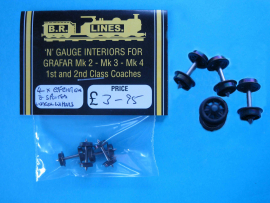 B.R. LINES.
'N' GAUGE INTERIORS FOR
GRAFAR Mk 2 - Mk 3 - Mk 4
1st and 2nd Class Coaches
PRICE
£ 3-95